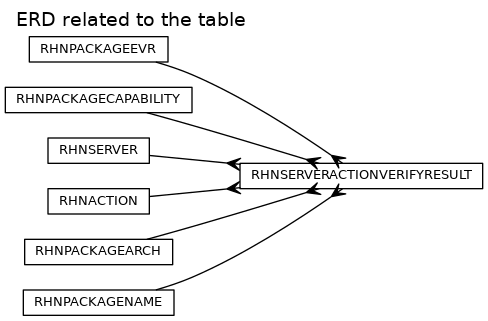 ERD related to the table
RHNPACKAGEEVR
RHNPACKAGECAPABILITY
RHNSERVER
RHNSERVERACTIONVERIFYRESULT
RHNACTION
RHNPACKAGEARCH
RHNPACKAGENAME